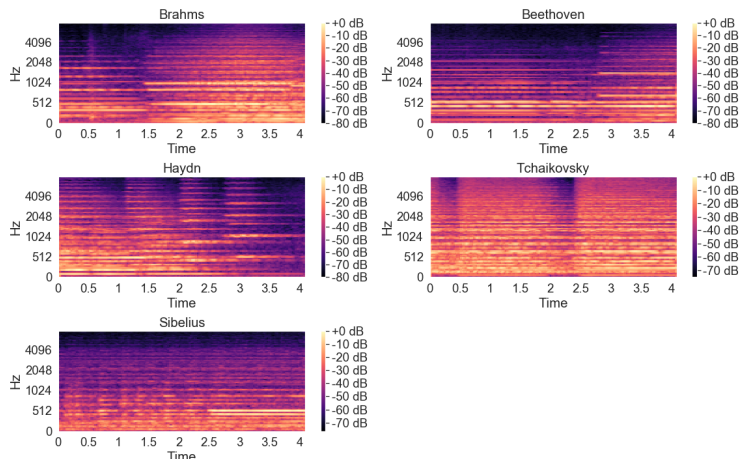 Brahms
Hz
4096
2048
1024
512
0
0 0.5 1 1.5 2 2.5 3 3.5 4
Time
+0 dB
-10 dB
-20 dB
-30 dB
-40 dB
-50 dB
-60 dB
-70 dB
-80 dB
Beethoven
Hz
4096
2048
1024
512
0
0 0.5 1 1.5 2 2.5 3 3.5 4
Time
+0 dB
-10 dB
-20 dB
-30 dB
-40 dB
-50 dB
-60 dB
-70 dB
-80 dB
Haydn
Hz
4096
2048
1024
512
0
0 0.5 1 1.5 2 2.5 3 3.5 4
Time
+0 dB
-10 dB
-20 dB
-30 dB
-40 dB
-50 dB
-60 dB
-70 dB
-80 dB
Tchaikovsky
Hz
4096
2048
1024
512
0
0 0.5 1 1.5 2 2.5 3 3.5 4
Time
+0 dB
-10 dB
-20 dB
-30 dB
-40 dB
-50 dB
-60 dB
-70 dB
Sibelius
Hz
4096
2048
1024
512
0
0 0.5 1 1.5 2 2.5 3 3.5 4
Time
+0 dB
-10 dB
-20 dB
-30 dB
-40 dB
-50 dB
-60 dB
-70 dB